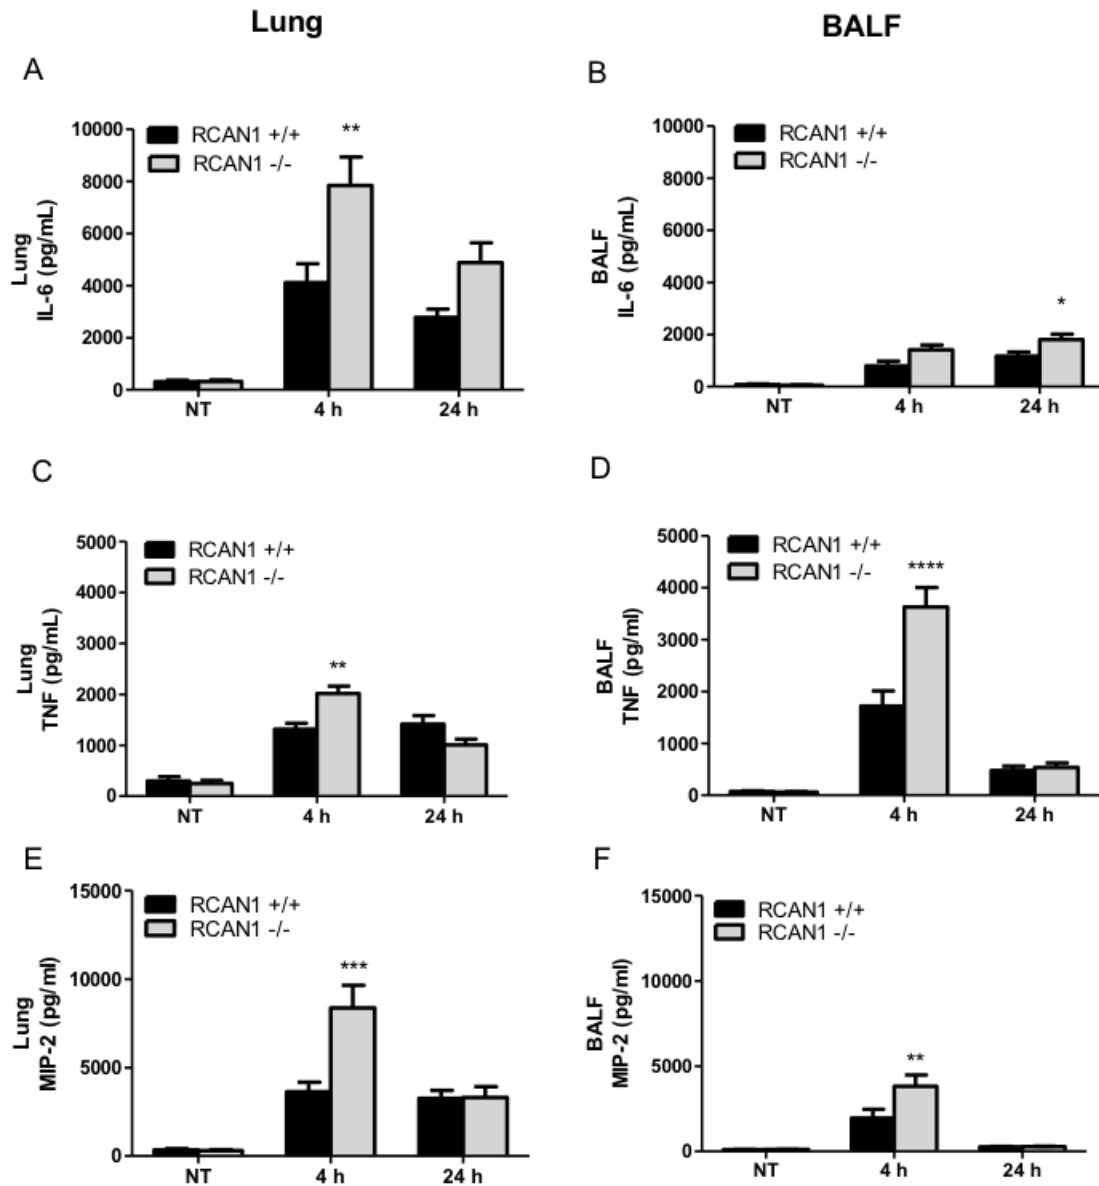 Lung
BALF
A
10000
8000
6000
4000
2000
0
Lung
IL-6 (pg/mL)
RCAN1 +/+
RCAN1 -/-
**
NT
4 h
24 h
B
10000
8000
6000
4000
2000
0
BALF
IL-6 (pg/mL)
RCAN1 +/+
RCAN1 -/-
*
NT
4 h
24 h
C
5000
4000
3000
2000
1000
0
Lung
TNF (pg/mL)
RCAN1 +/+
RCAN1 -/-
**
NT
4 h
24 h
D
5000
4000
3000
2000
1000
0
BALF
TNF (pg/ml)
RCAN1 +/+
RCAN1 -/-
****
NT
4 h
24 h
E
15000
10000
5000
0
Lung
MIP-2 (pg/ml)
RCAN1 +/+
RCAN1 -/-
***
NT
4 h
24 h
F
15000
10000
5000
0
BALF
MIP-2 (pg/ml)
RCAN1 +/+
RCAN1 -/-
**
NT
4 h
24 h